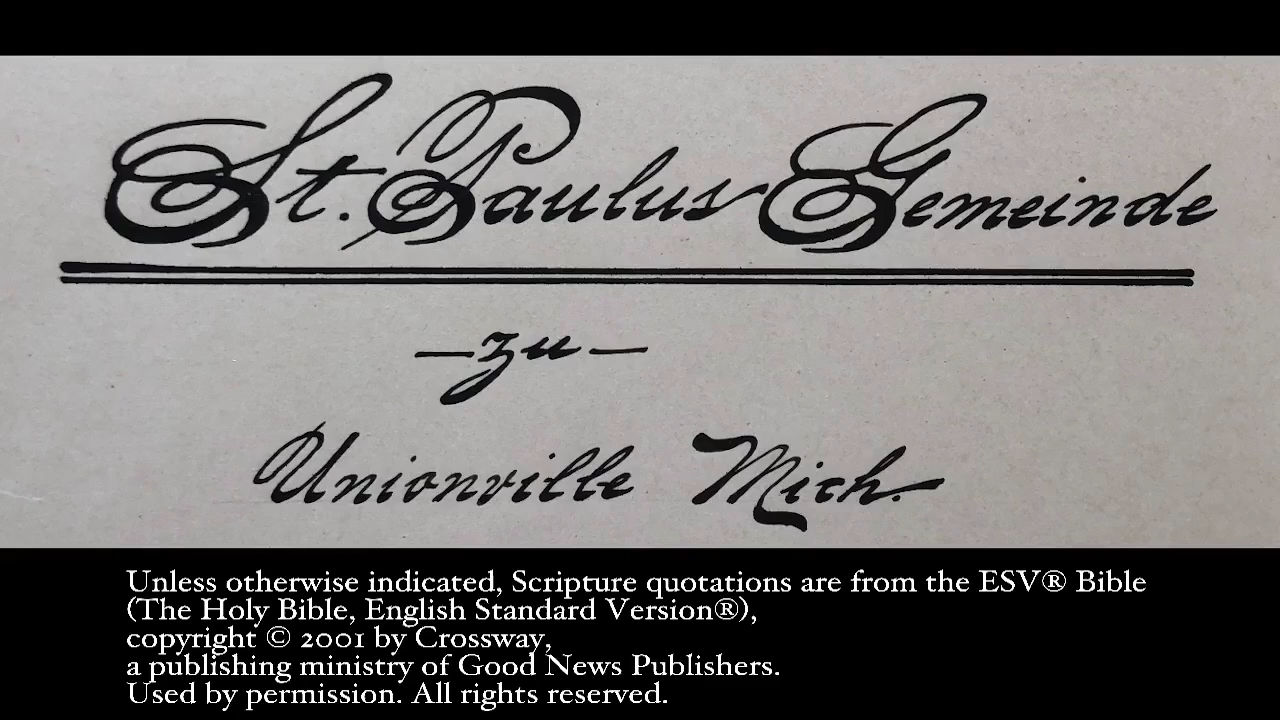 St. Paulus Gemeinde
—zu—
Unionville Mich.
Unless otherwise indicated, Scripture quotations are from the ESV® Bible
(The Holy Bible, English Standard Version®),
copyright © 2001 by Crossway,
a publishing ministry of Good News Publishers.
Used by permission. All rights reserved.